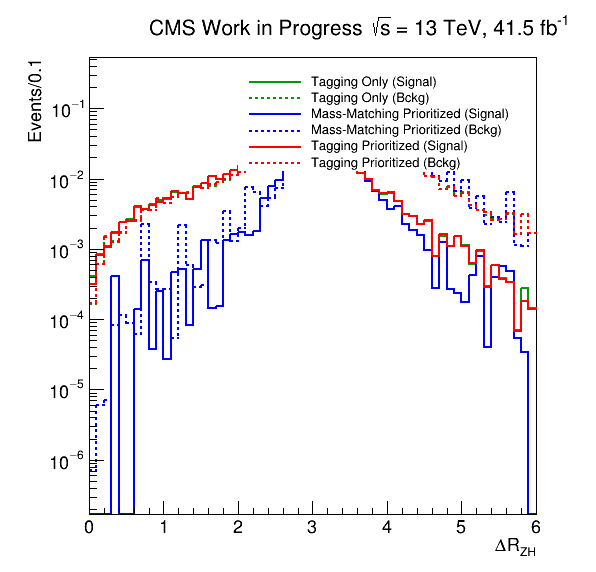 CMS Work in Progress √s = 13 TeV, 41.5 fb⁻¹
Events/0.1
Tagging Only (Signal)
Tagging Only (Bckg)
Mass-Matching Prioritized (Signal)
Mass-Matching Prioritized (Bckg)
Tagging Prioritized (Signal)
Tagging Prioritized (Bckg)
10⁻¹
10⁻²
10⁻³
10⁻⁴
10⁻⁵
10⁻⁶
0 1 2 3 4 5 6
ΔR_ZH